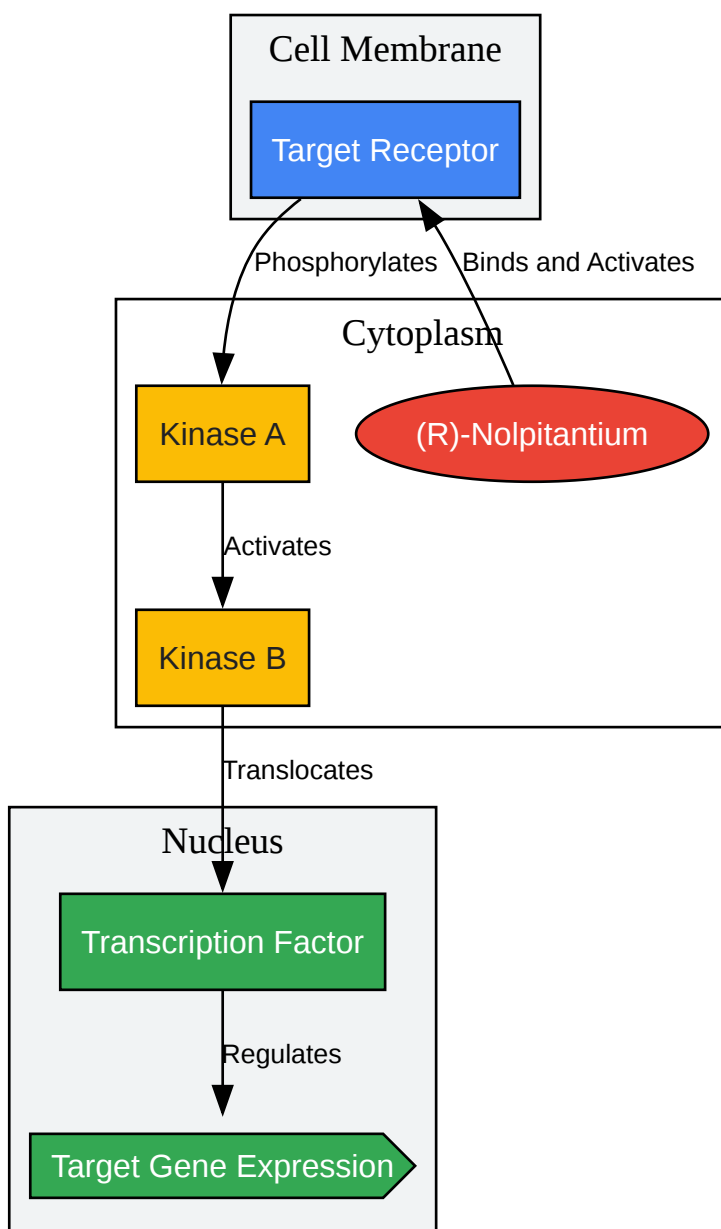 Cell Membrane
Target Receptor
Phosphorylates
Binds and Activates
Cytoplasm
Kinase A
(R)-Nolpitantium
Activates
Kinase B
Translocates
Nucleus
Transcription Factor
Regulates
Target Gene Expression